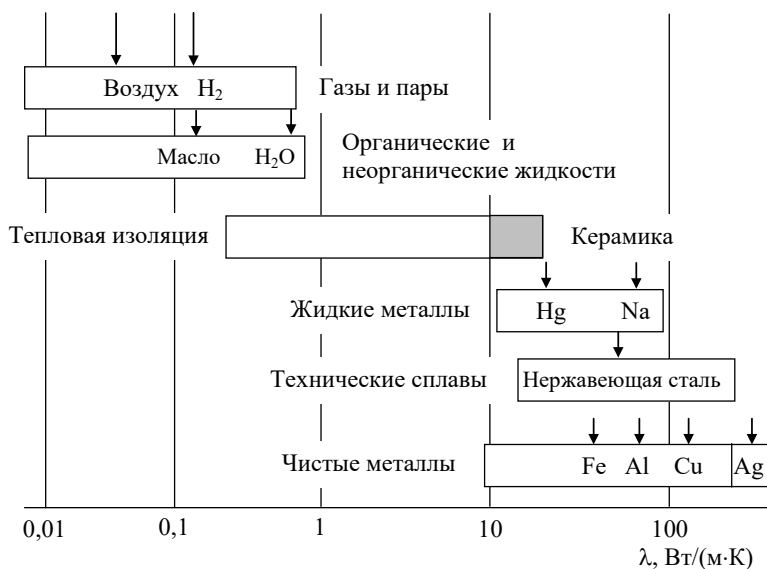 Воздух H₂ Газы и пары
Масло H₂O Органические и
неорганические жидкости
Тепловая изоляция Керамика
Жидкие металлы Hg Na
Технические сплавы Нержавеющая сталь
Чистые металлы Fe Al Cu Ag
0,01 0,1 1 10 100
λ, Вт/(м·К)